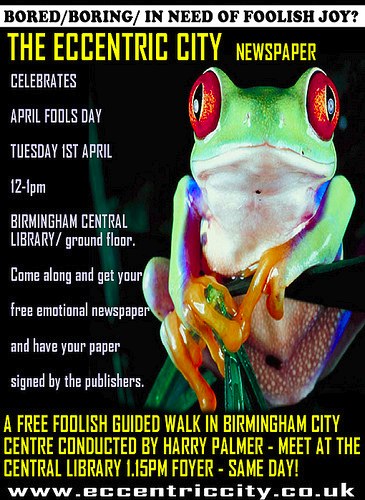 BORED/BORING/ IN NEED OF FOOLISH JOY?
THE ECCENTRIC CITY NEWSPAPER
CELEBRATES
APRIL FOOLS DAY
TUESDAY 1ST APRIL
12-1pm
BIRMINGHAM CENTRAL
LIBRARY/ ground floor.
Come along and get your
free emotional newspaper
and have your paper
signed by the publishers.
A FREE FOOLISH GUIDED WALK IN BIRMINGHAM CITY
CENTRE CONDUCTED BY HARRY PALMER - MEET AT THE
CENTRAL LIBRARY 1.15PM FOYER - SAME DAY!
www.eccentriccity.co.uk